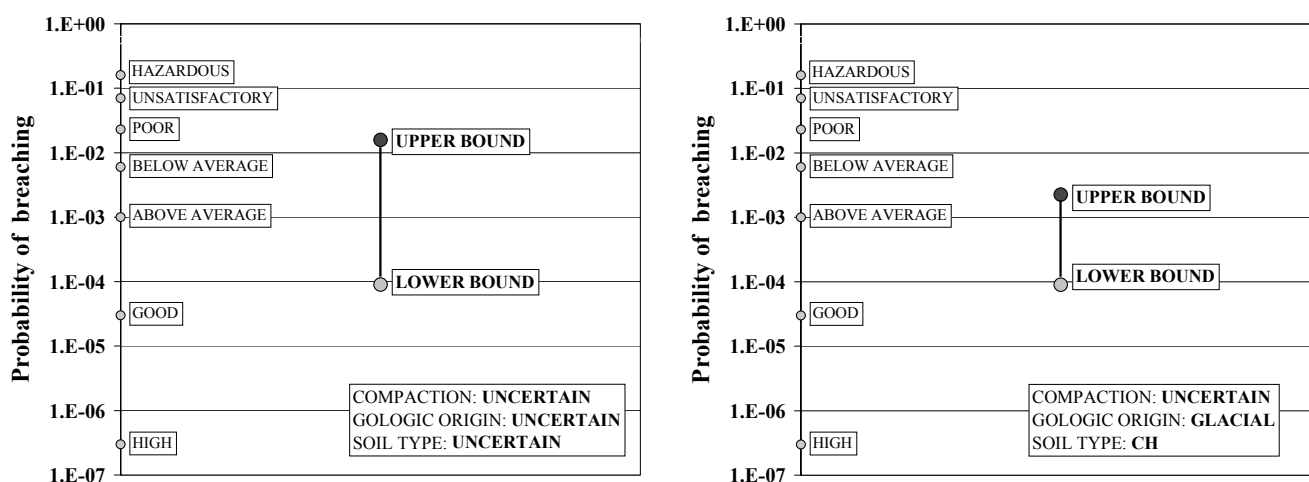 1.E+00
1.E-01
1.E-02
1.E-03
1.E-04
1.E-05
1.E-06
1.E-07
Probability of breaching
HAZARDOUS
UNSATISFACTORY
POOR
BELOW AVERAGE
ABOVE AVERAGE
GOOD
HIGH
UPPER BOUND
LOWER BOUND
COMPACTION: UNCERTAIN
GOLOGIC ORIGIN: UNCERTAIN
SOIL TYPE: UNCERTAIN
1.E+00
1.E-01
1.E-02
1.E-03
1.E-04
1.E-05
1.E-06
1.E-07
Probability of breaching
HAZARDOUS
UNSATISFACTORY
POOR
BELOW AVERAGE
ABOVE AVERAGE
GOOD
HIGH
UPPER BOUND
LOWER BOUND
COMPACTION: UNCERTAIN
GOLOGIC ORIGIN: GLACIAL
SOIL TYPE: CH